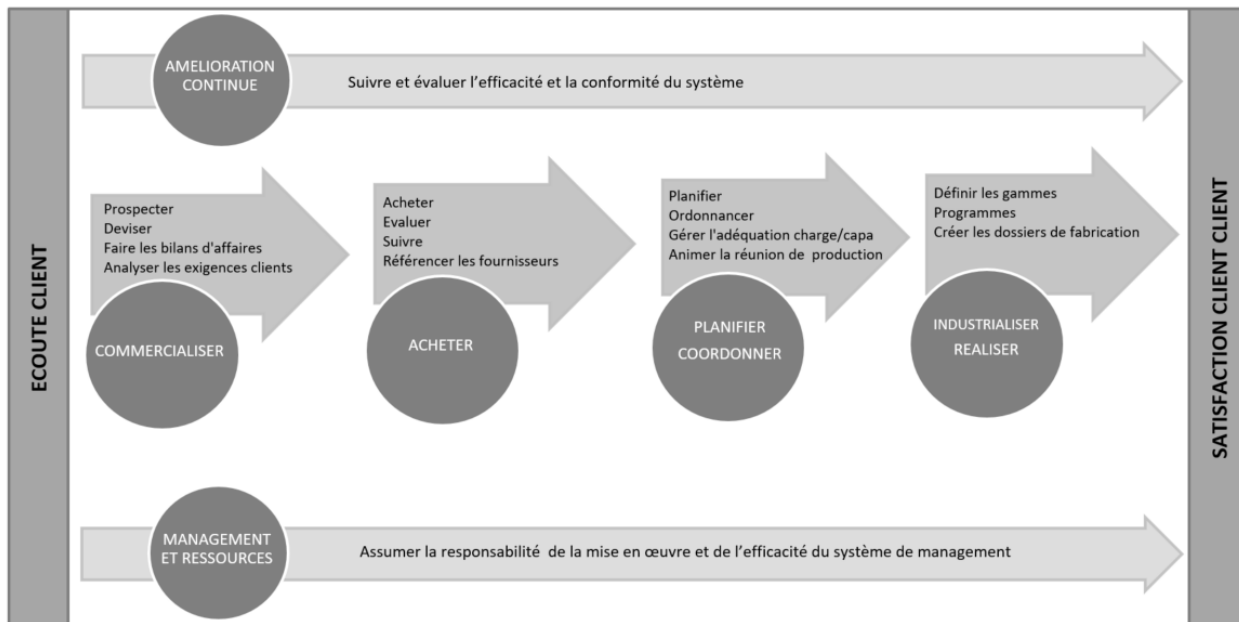 ECOUTE CLIENT
AMELIORATION
CONTINUE
Suivre et évaluer l'efficacité et la conformité du système
Prospecter
Deviser
Faire les bilans d'affaires
Analyser les exigences clients
COMMERCIALISER
Acheter
Evaluer
Suivre
Référencer les fournisseurs
ACHETER
Planifier
Ordonnancer
Gérer l'adéquation charge/capa
Animer la réunion de production
PLANIFIER
COORDONNER
Définir les gammes
Programmes
Créer les dossiers de fabrication
INDUSTRIALISER
REALISER
MANAGEMENT
ET RESSOURCES
Assumer la responsabilité de la mise en œuvre et de l'efficacité du système de management
SATISFACTION CLIENT CLIENT